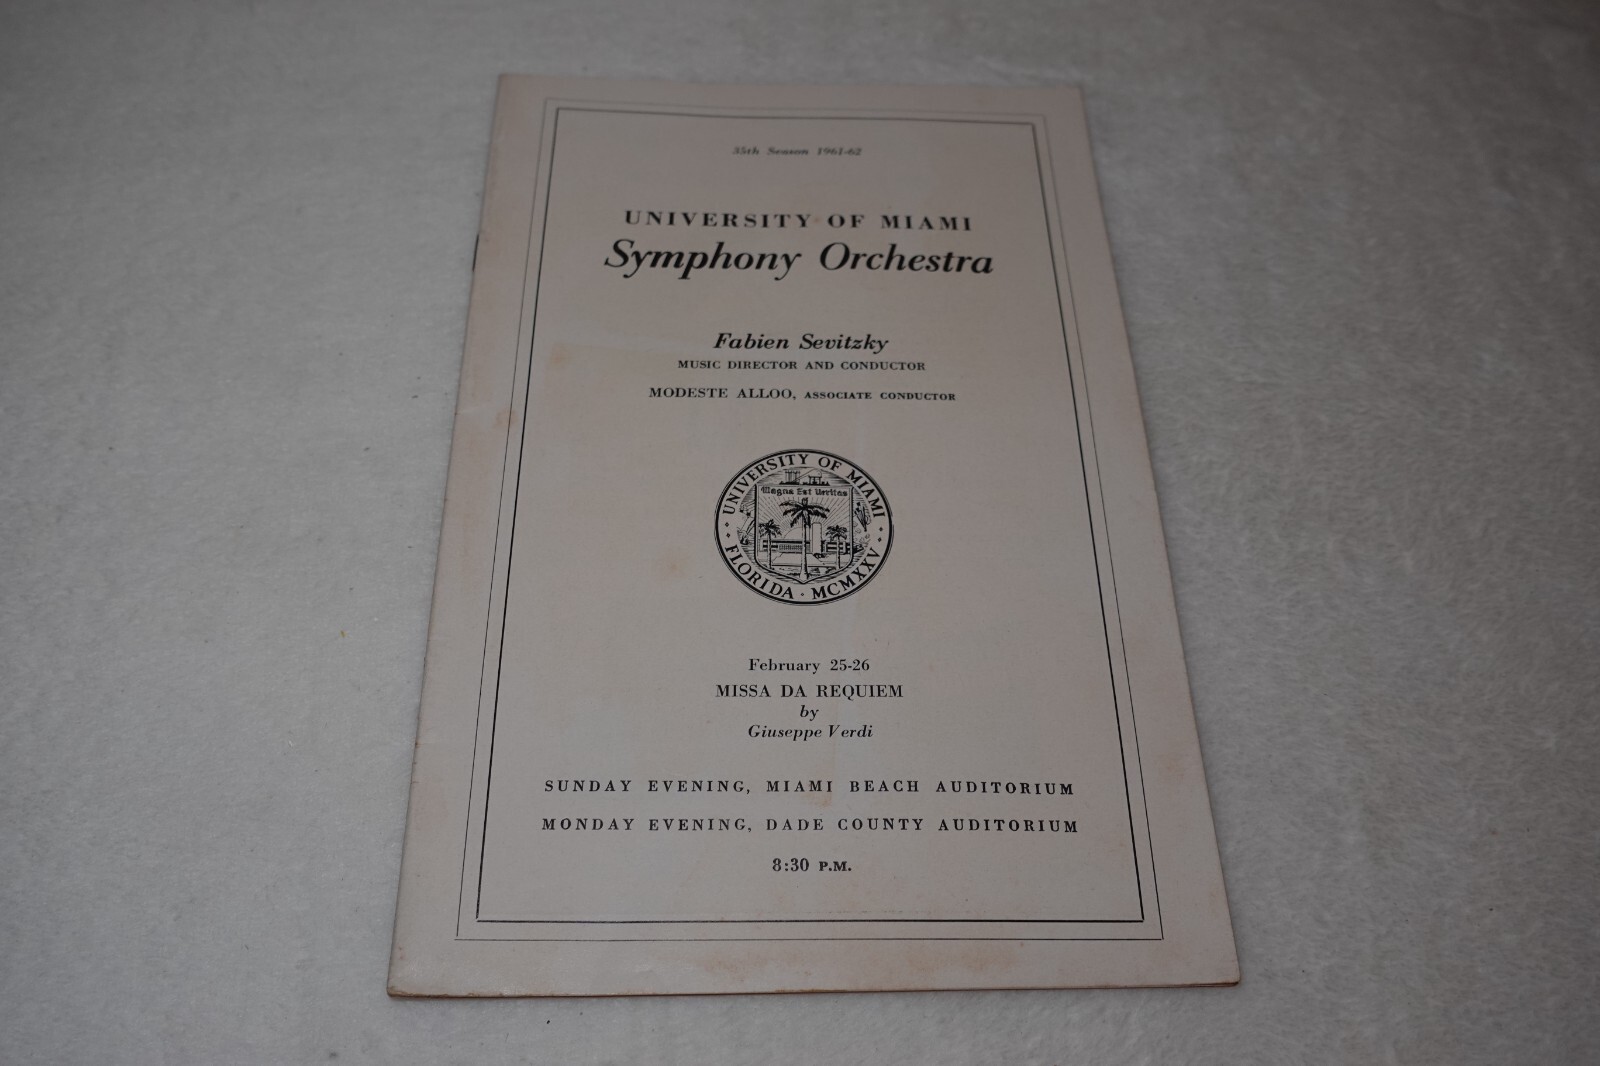 35th Season 1961-62
UNIVERSITY OF MIAMI
Symphony Orchestra
Fabien Sevitzky
MUSIC DIRECTOR AND CONDUCTOR
MODESTE ALLOO, ASSOCIATE CONDUCTOR
UNIVERSITY OF MIAMI
Magna Est Veritas
FLORIDA · MCMXXV
February 25-26
MISSA DA REQUIEM
by
Giuseppe Verdi
SUNDAY EVENING, MIAMI BEACH AUDITORIUM
MONDAY EVENING, DADE COUNTY AUDITORIUM
8:30 P.M.